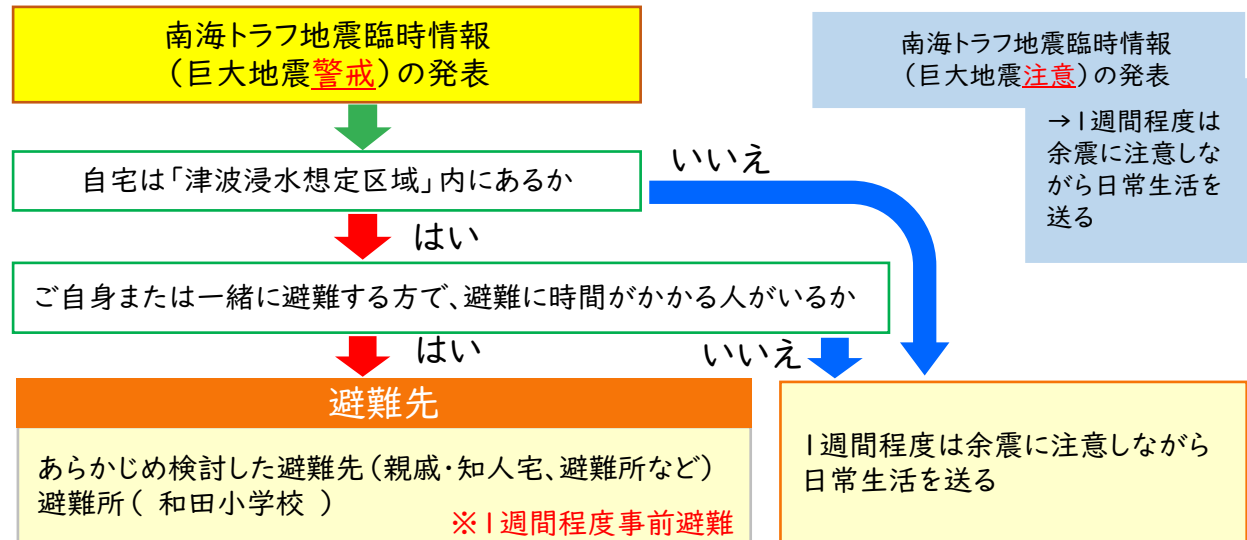 南海トラフ地震臨時情報
（巨大地震警戒）の発表
南海トラフ地震臨時情報
（巨大地震注意）の発表
→1週間程度は
余震に注意しな
がら日常生活を
送る
自宅は「津波浸水想定区域」内にあるか
いいえ
はい
ご自身または一緒に避難する方で、避難に時間がかかる人がいるか
はい
いいえ
避難先
あらかじめ検討した避難先（親戚・知人宅、避難所など）
避難所（ 和田小学校 ）
※1週間程度事前避難
1週間程度は余震に注意しながら
日常生活を送る